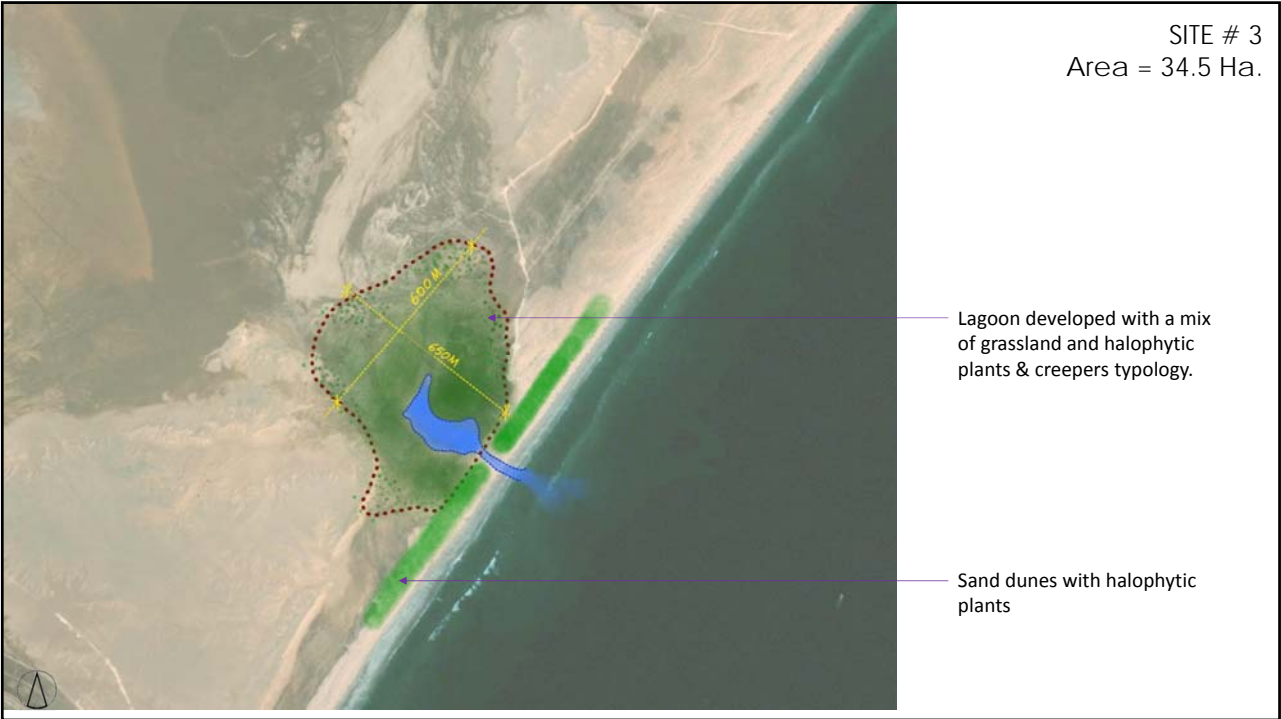 SITE # 3
Area = 34.5 Ha.
600 M
650M
Lagoon developed with a mix
of grassland and halophytic
plants & creepers typology.
Sand dunes with halophytic
plants